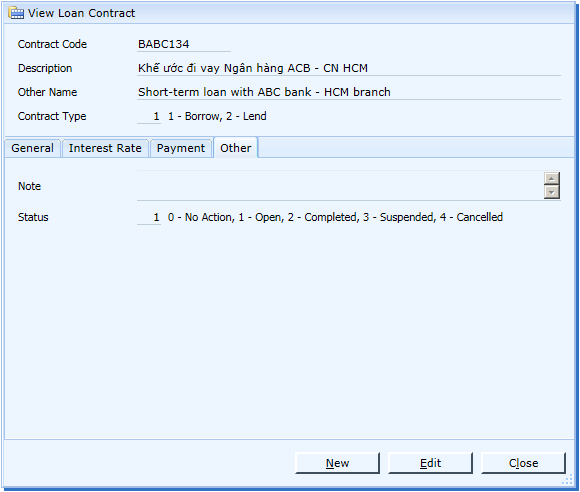 View Loan Contract
Contract Code BABC134
Description Khế ước đi vay Ngân hàng ACB - CN HCM
Other Name Short-term loan with ABC bank - HCM branch
Contract Type 1 1 - Borrow, 2 - Lend
General Interest Rate Payment Other
Note
Status 1 0 - No Action, 1 - Open, 2 - Completed, 3 - Suspended, 4 - Cancelled
New Edit Close